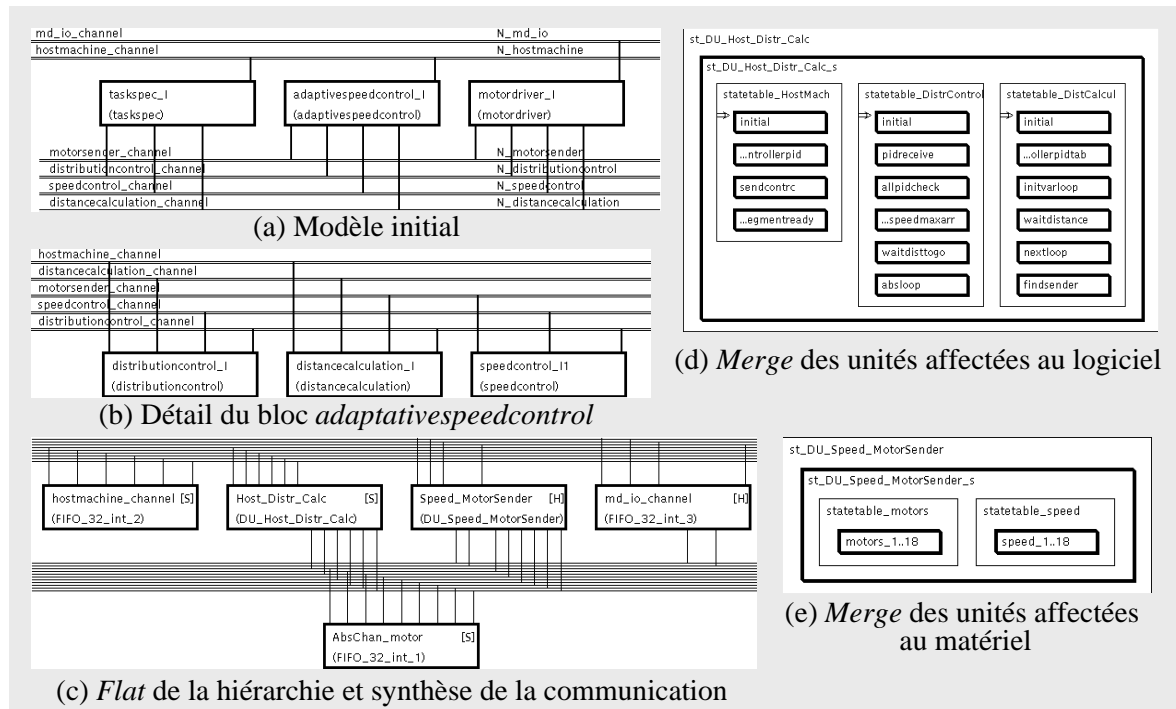 md_io_channel N_md_io
hostmachine_channel N_hostmachine
taskspec_I adaptivespeedcontrol_I motordriver_I
(taskspec) (adaptivespeedcontrol) (motordriver)
motorsender_channel N_motorsender
distributioncontrol_channel N_distributioncontrol
speedcontrol_channel N_speedcontrol
distancecalculation_channel N_distancecalculation
(a) Modèle initial
hostmachine_channel
distancecalculation_channel
motorsender_channel
speedcontrol_channel
distributioncontrol_channel
distributioncontrol_I distancecalculation_I speedcontrol_I1
(distributioncontrol) (distancecalculation) (speedcontrol)
(b) Détail du bloc adaptativespeedcontrol
hostmachine_channel [S] Host_Distr_Calc [S] Speed_MotorSender [H] md_io_channel [H]
(FIFO_32_int_2) (DU_Host_Distr_Calc) (DU_Speed_MotorSender) (FIFO_32_int_3)
AbsChan_motor [S]
(FIFO_32_int_1)
(c) Flat de la hiérarchie et synthèse de la communication
st_DU_Host_Distr_Calc
st_DU_Host_Distr_Calc_s
statetable_HostMach statetable_DistrControl statetable_DistCalcul
initial initial initial
...ntrollerpid pidreceive ...ollerpidtab
sendcontrc allpidcheck initvarloop
...egmentready ...speedmaxarr waitdistance
waitdisttogo nextloop
absloop findsender
(d) Merge des unités affectées au logiciel
st_DU_Speed_MotorSender
st_DU_Speed_MotorSender_s
statetable_motors statetable_speed
motors_1..18 speed_1..18
(e) Merge des unités affectées
au matériel